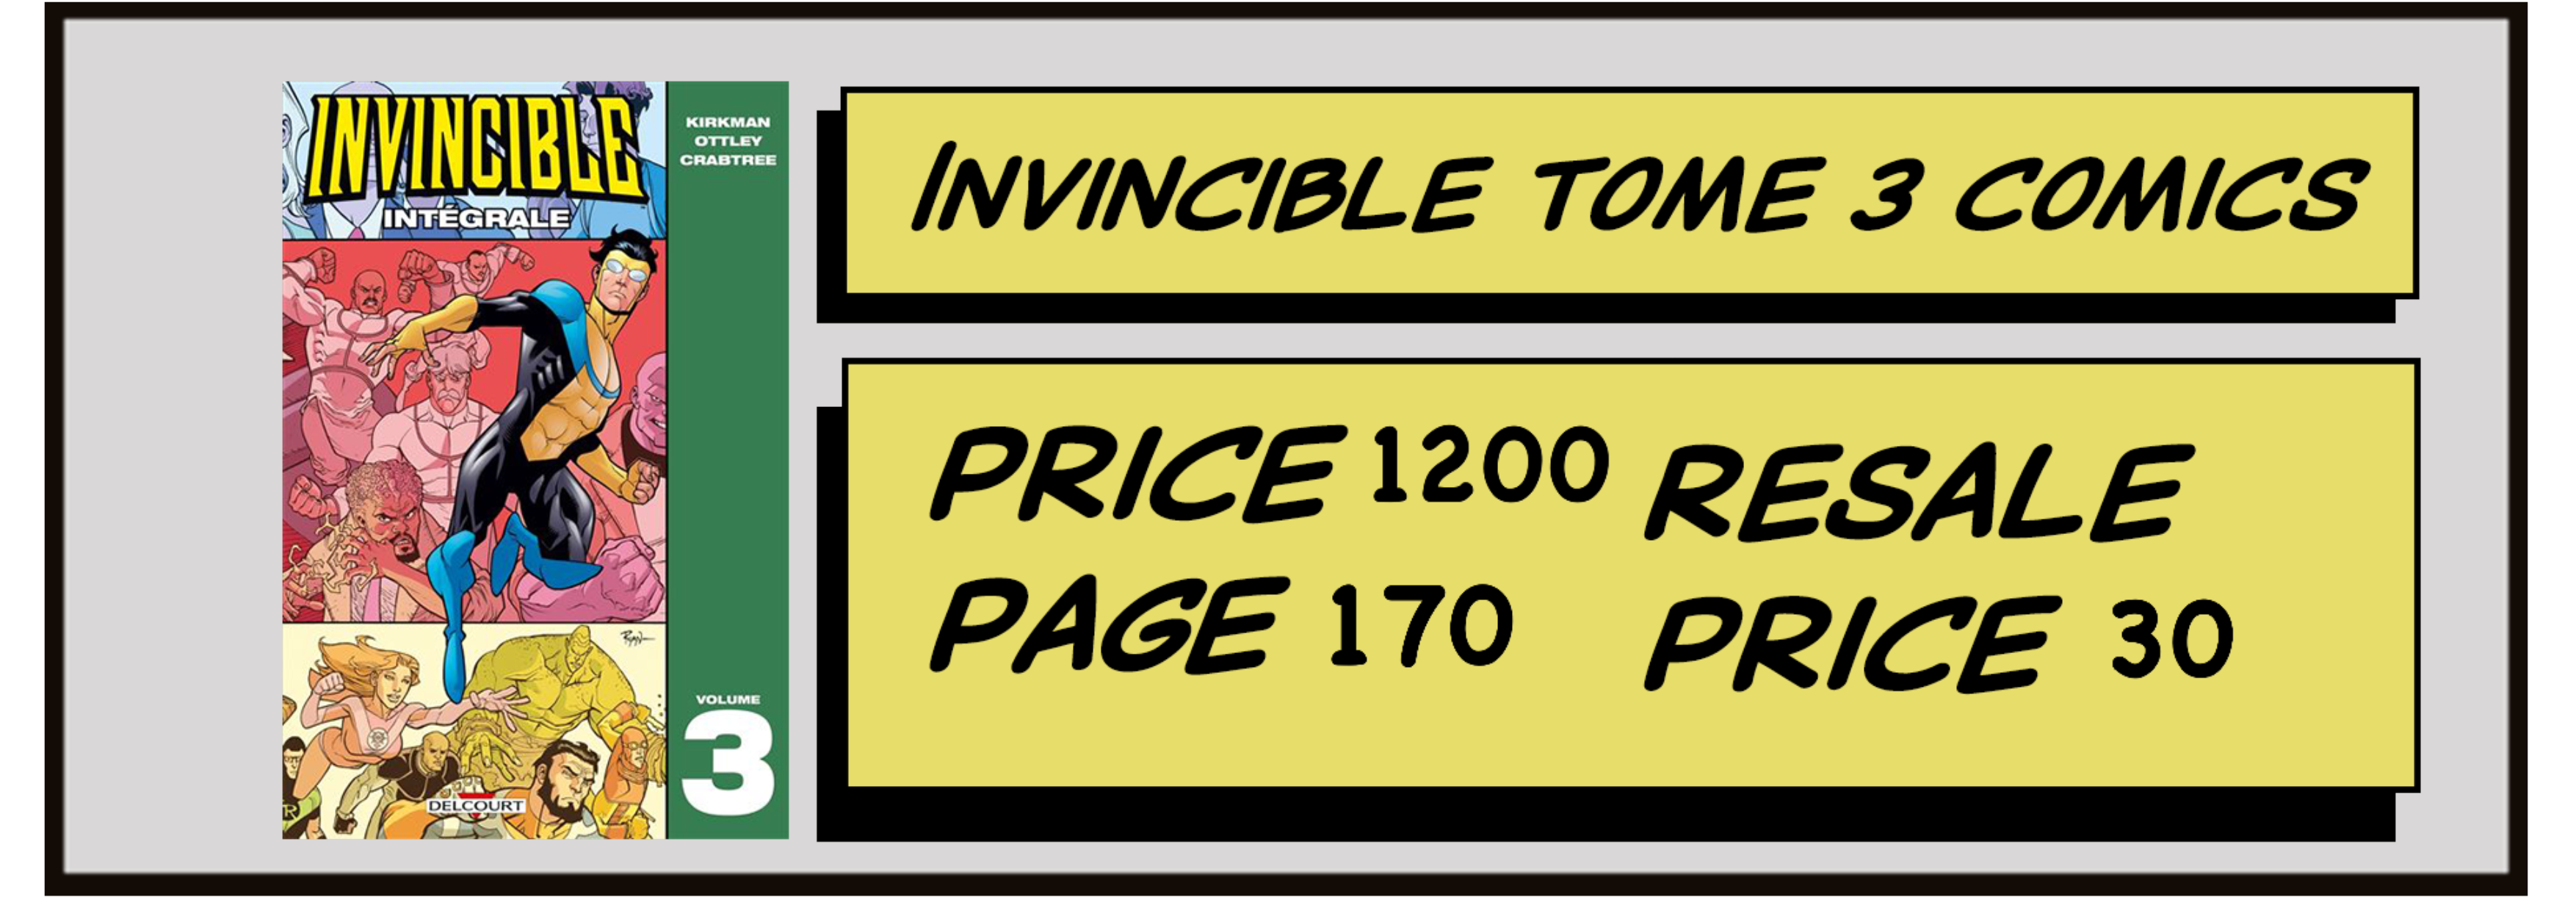 INVINCIBLE
INTÉGRALE
KIRKMAN
OTTLEY
CRABTREE
RYAN
DELCOURT
VOLUME
3
INVINCIBLE TOME 3 COMICS
PRICE 1200
PAGE 170
RESALE
PRICE 30